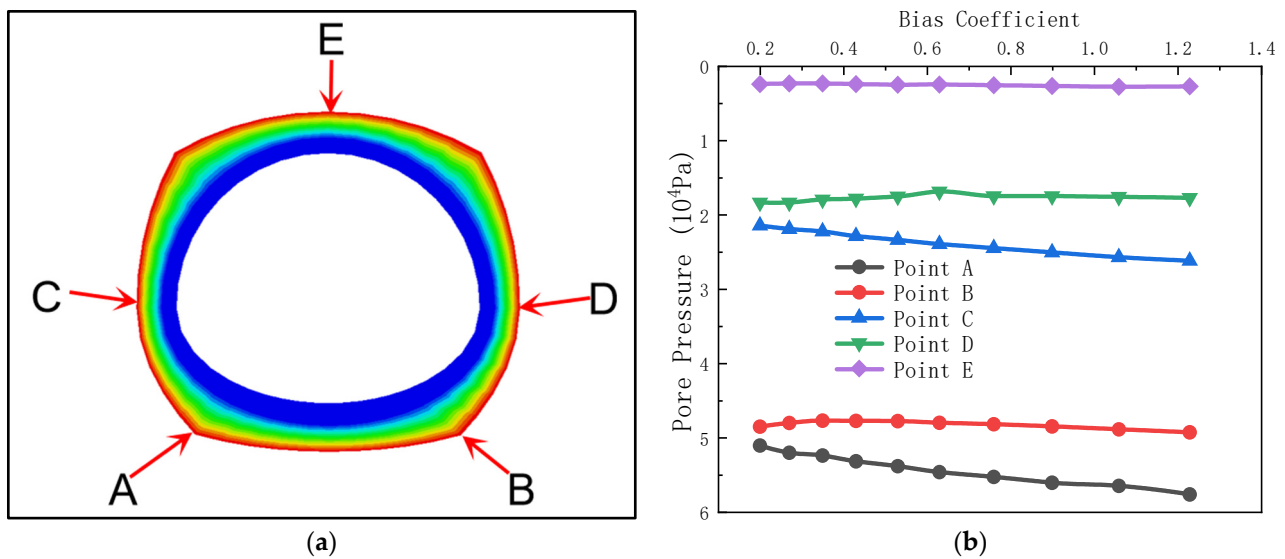 E
C
D
A
B
(a)
Bias Coefficient
0.2 0.4 0.6 0.8 1.0 1.2 1.4
0
1
2
3
4
5
6
Pore Pressure (10⁴Pa)
Point A
Point B
Point C
Point D
Point E
(b)